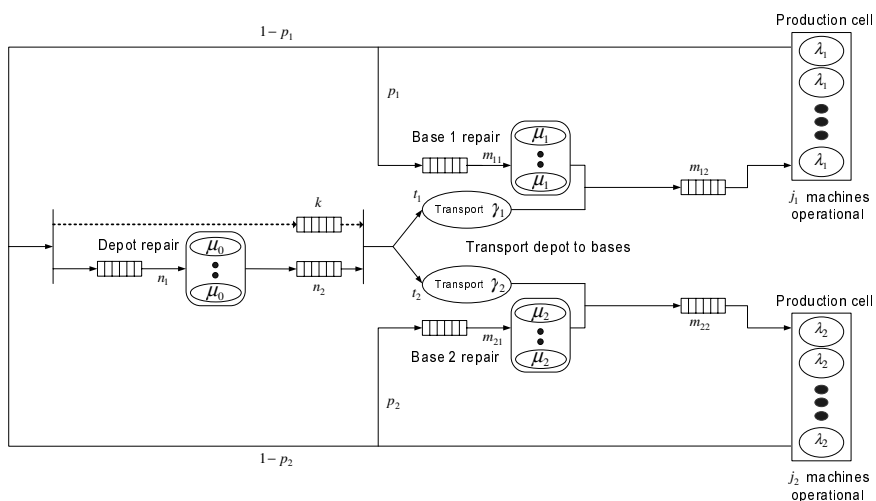 Production cell
1 − p₁
λ₁
λ₁
p₁
Base 1 repair
μ₁
m₁₁
μ₁
m₁₂
λ₁
j₁ machines
operational
k
t₁
Transport γ₁
Depot repair
μ₀
Transport depot to bases
n₁
μ₀
n₂
t₂
Transport γ₂
Production cell
μ₂
m₂₁
μ₂
m₂₂
Base 2 repair
λ₂
λ₂
p₂
λ₂
1 − p₂
j₂ machines
operational